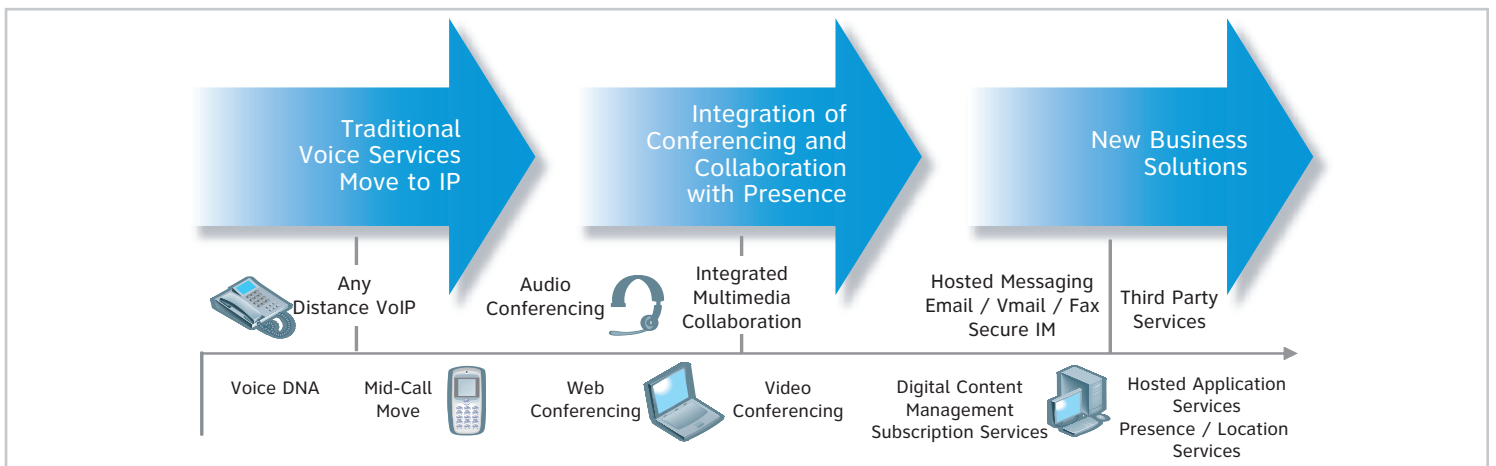 Traditional
Voice Services
Move to IP
Integration of
Conferencing and
Collaboration
with Presence
New Business
Solutions
Any
Distance VoIP
Audio
Conferencing
Integrated
Multimedia
Collaboration
Hosted Messaging
Email / Vmail / Fax
Secure IM
Third Party
Services
Voice DNA
Mid-Call
Move
Web
Conferencing
Video
Conferencing
Digital Content
Management
Subscription Services
Hosted Application
Services
Presence / Location
Services